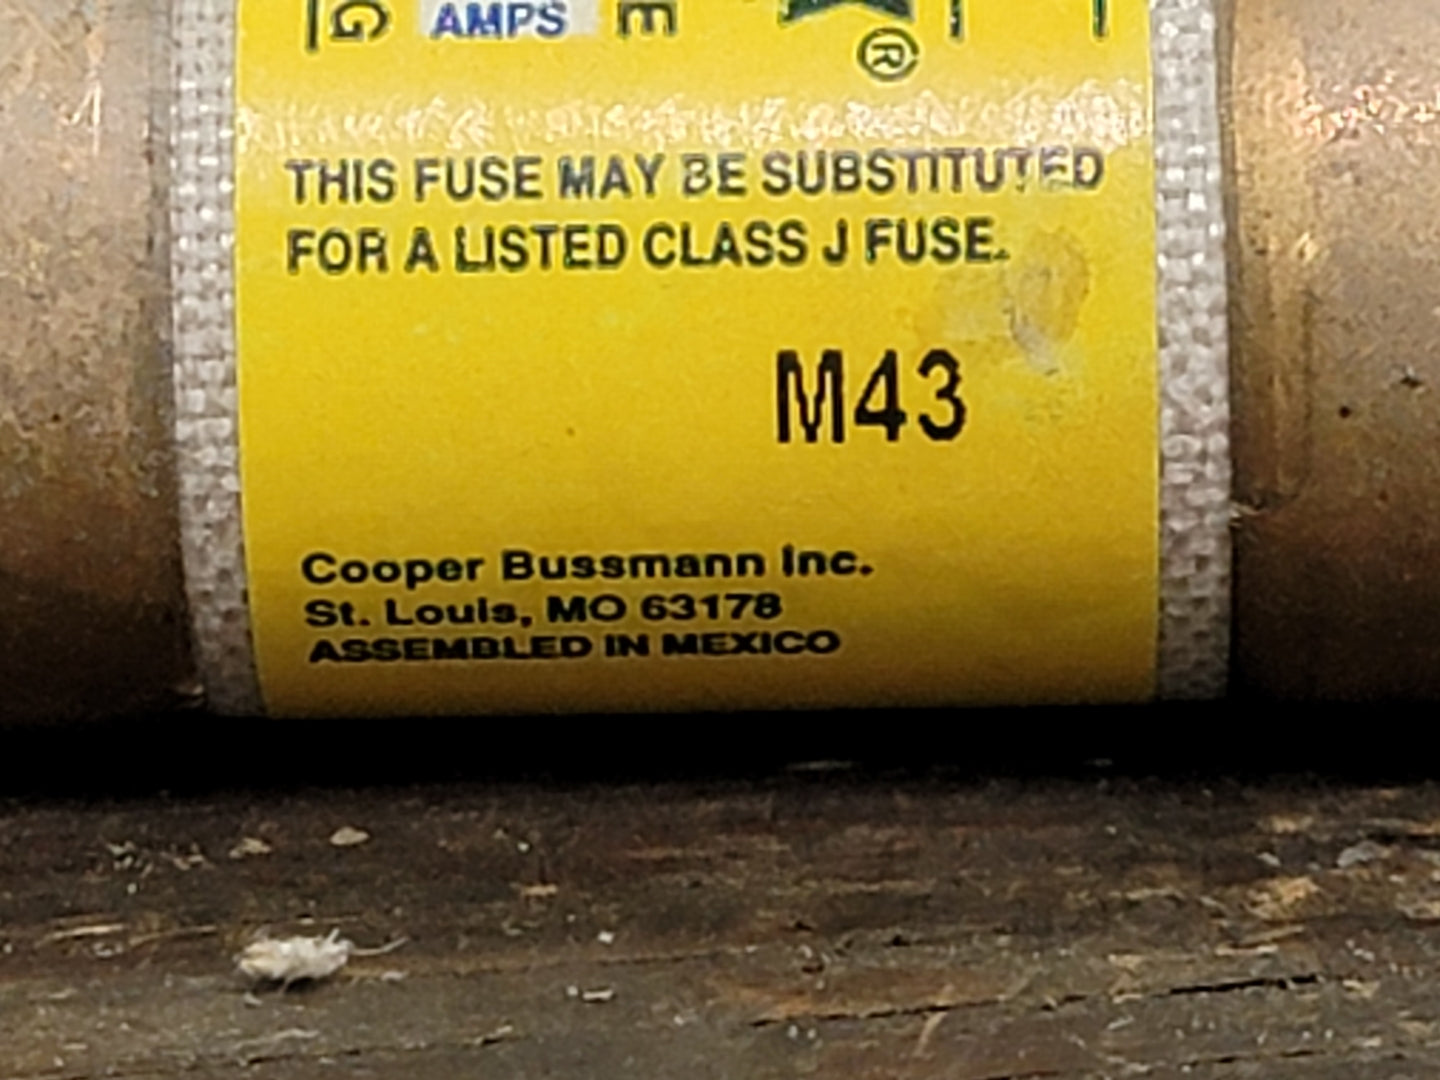 AMPS
®
THIS FUSE MAY BE SUBSTITUTED
FOR A LISTED CLASS J FUSE.
M43
Cooper Bussmann Inc.
St. Louis, MO 63178
ASSEMBLED IN MEXICO